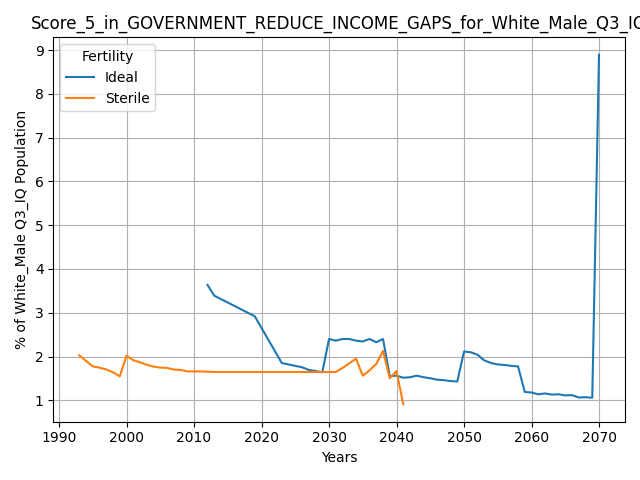 Score_5_in_GOVERNMENT_REDUCE_INCOME_GAPS_for_White_Male_Q3_IQ
Fertility
Ideal
Sterile
% of White_Male Q3_IQ Population
9
8
7
6
5
4
3
2
1
1990 2000 2010 2020 2030 2040 2050 2060 2070
Years